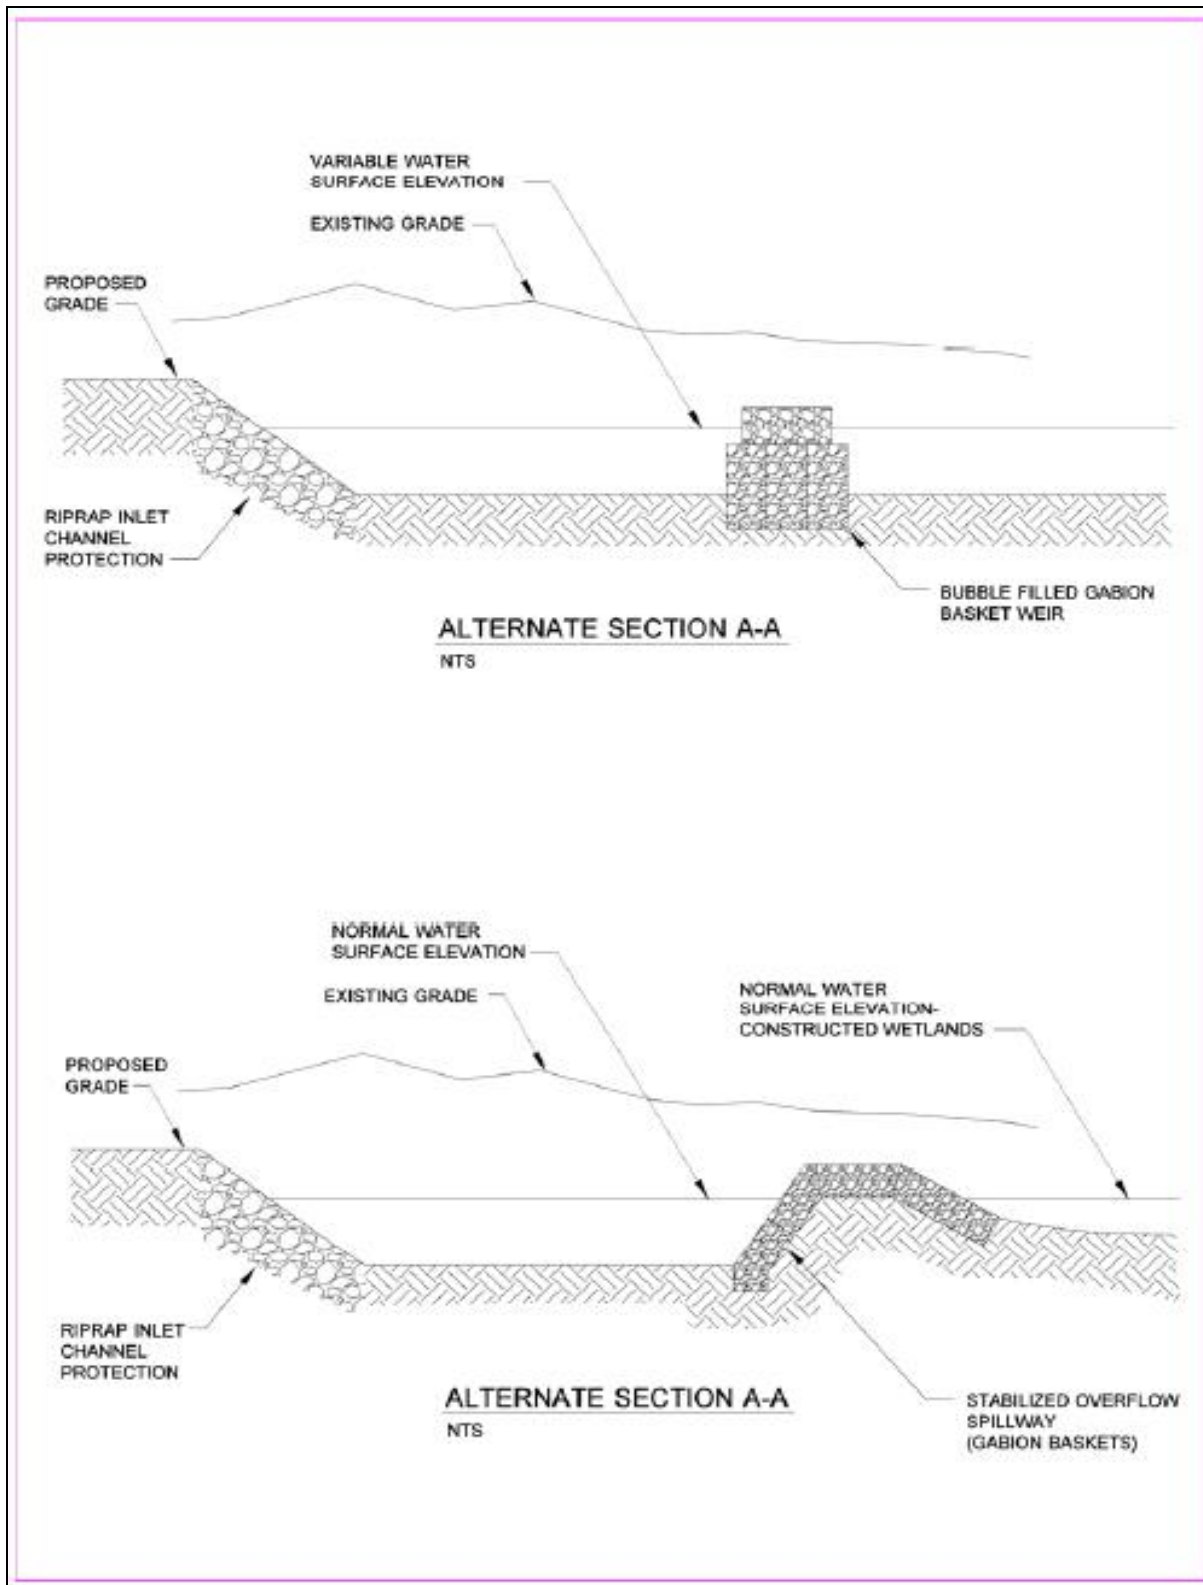 VARIABLE WATER
SURFACE ELEVATION
EXISTING GRADE
PROPOSED
GRADE
RIPRAP INLET
CHANNEL
PROTECTION
BUBBLE FILLED GABION
BASKET WEIR
ALTERNATE SECTION A-A
NTS
NORMAL WATER
SURFACE ELEVATION
EXISTING GRADE
NORMAL WATER
SURFACE ELEVATION-
CONSTRUCTED WETLANDS
PROPOSED
GRADE
RIPRAP INLET
CHANNEL
PROTECTION
ALTERNATE SECTION A-A
NTS
STABILIZED OVERFLOW
SPILLWAY
(GABION BASKETS)